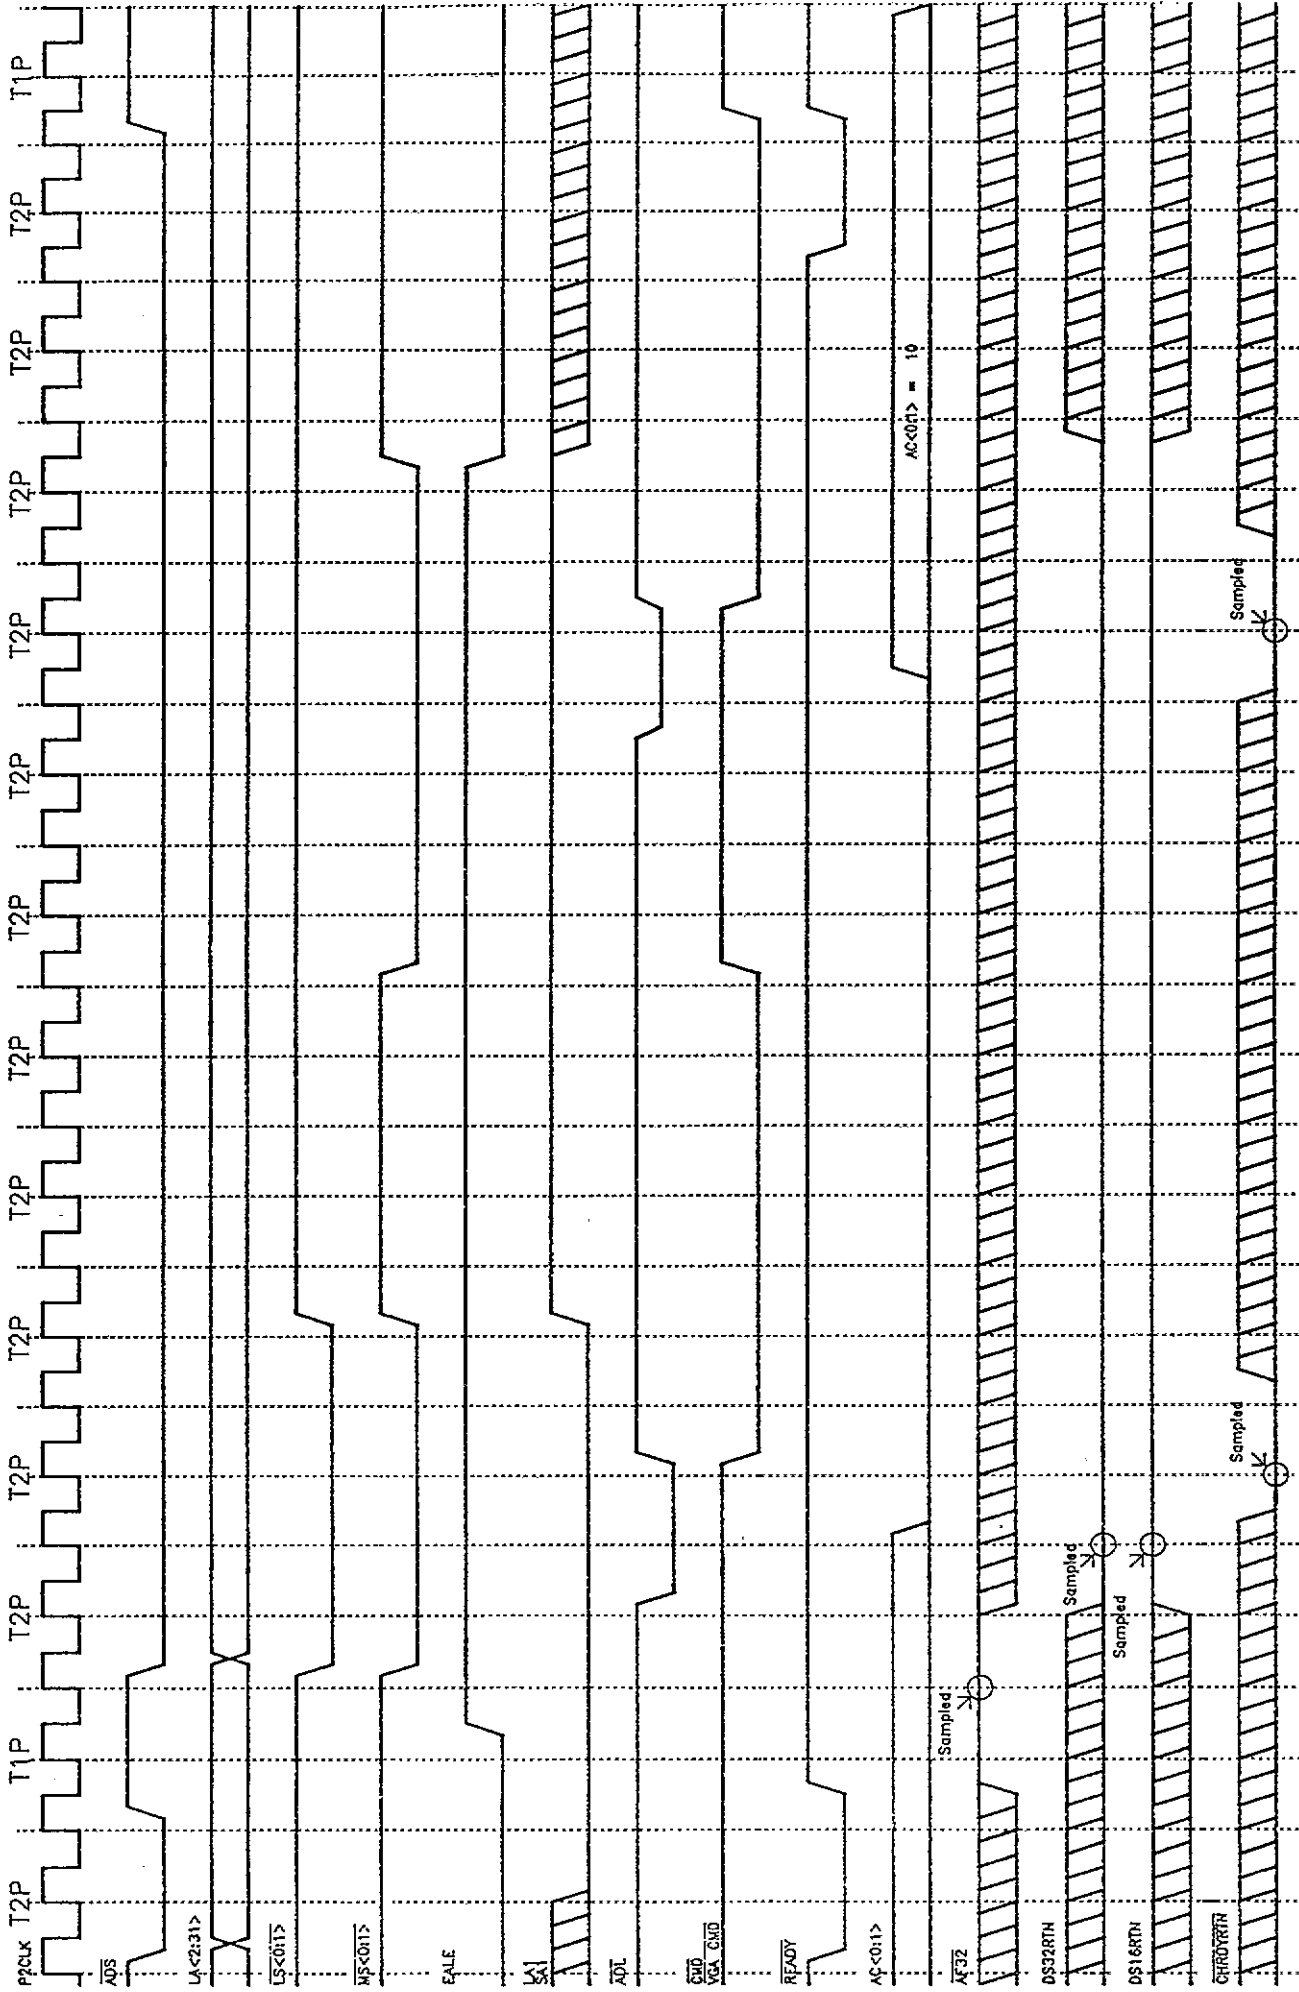 P2CLK
T2P
T1P
T2P
T2P
T2P
T2P
T2P
T2P
T2P
T2P
T2P
T2P
T2P
T1P
ADS
LA<2:31>
LS<0:1>
MS<0:1>
EALE
LA1
SA1
ADL
CMD
VGA CMD
READY
AC<0:1>
AC<0:1> = 10
AF32
Sampled
DS32RTN
Sampled
DS16RTN
Sampled
CHRDYRTN
Sampled
Sampled